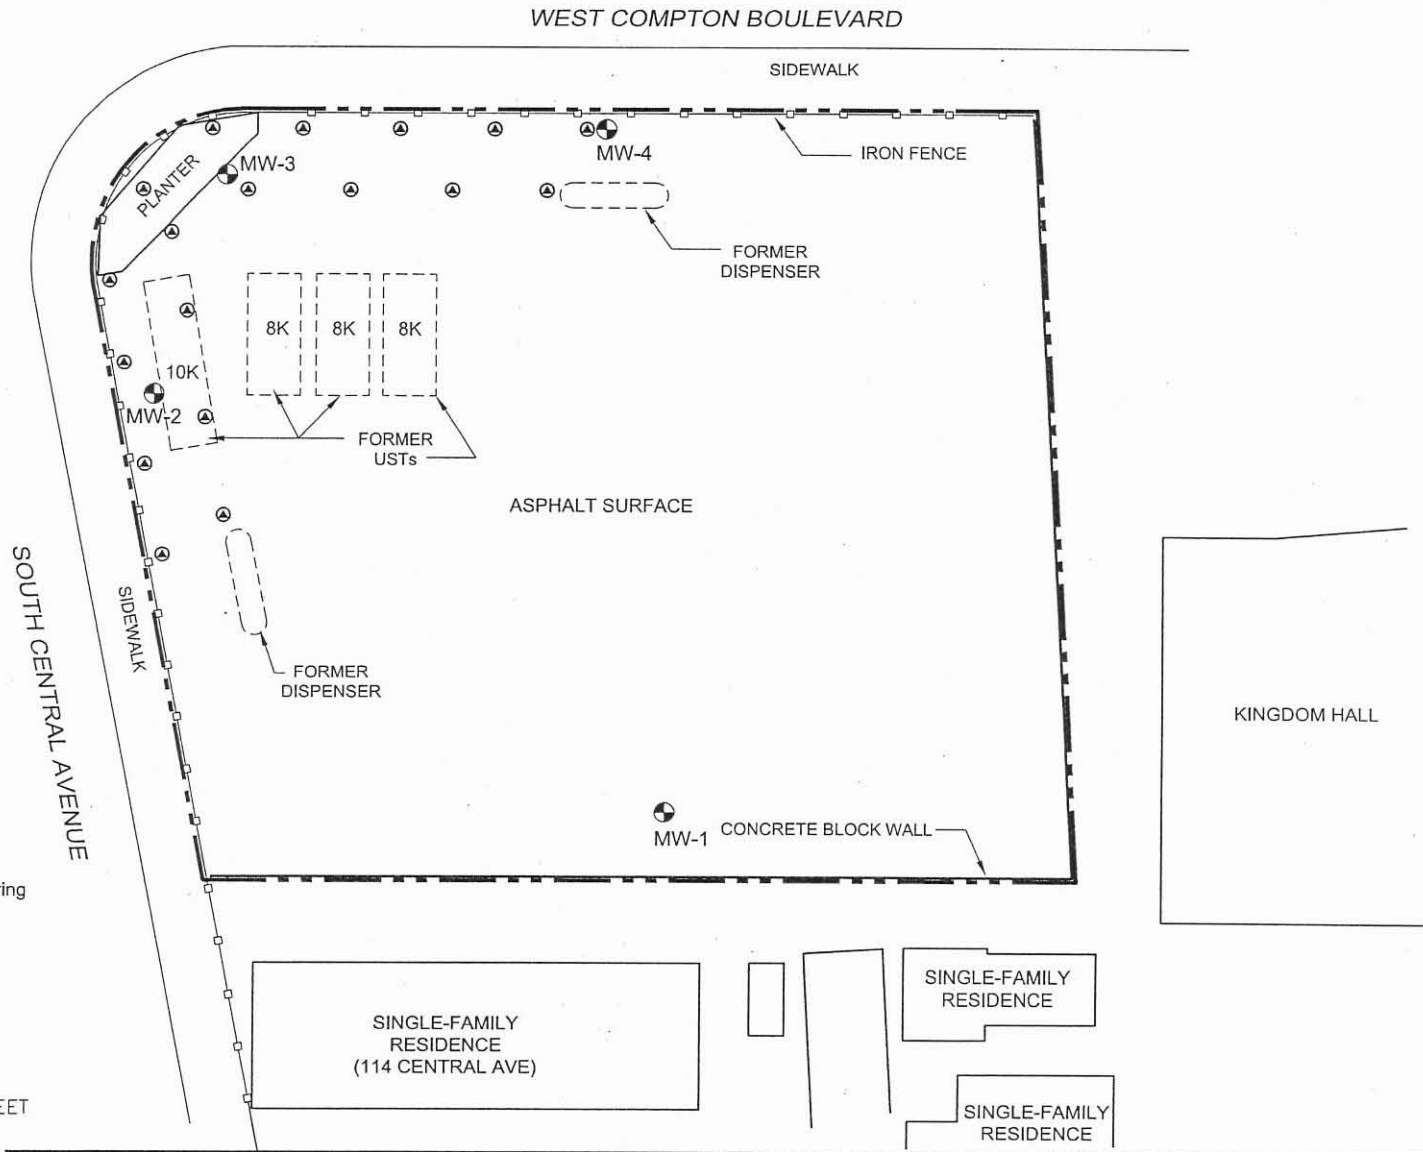 WEST COMPTON BOULEVARD
SIDEWALK
IRON FENCE
MW-4
MW-3
PLANTER
FORMER
DISPENSER
8K
8K
8K
10K
MW-2
FORMER
USTs
ASPHALT SURFACE
SOUTH CENTRAL AVENUE
SIDEWALK
FORMER
DISPENSER
KINGDOM HALL
MW-1
CONCRETE BLOCK WALL
ring
SINGLE-FAMILY
RESIDENCE
SINGLE-FAMILY
RESIDENCE
(114 CENTRAL AVE)
EET
SINGLE-FAMILY
RESIDENCE